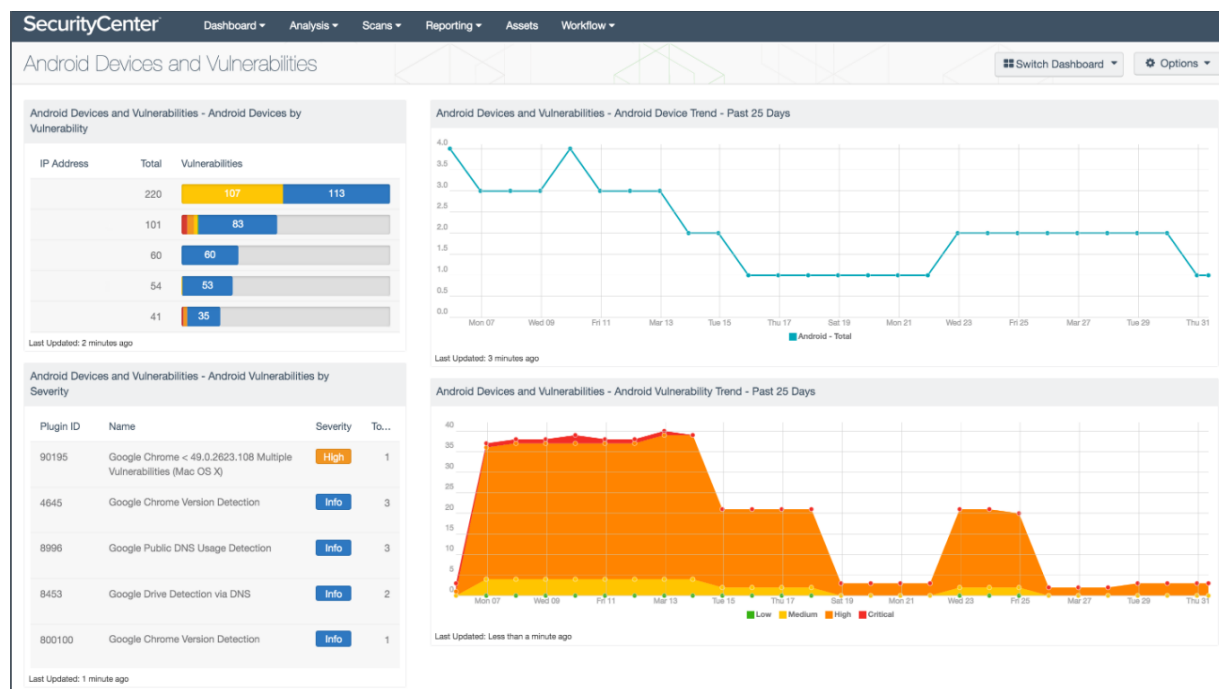 SecurityCenter Dashboard Analysis Scans Reporting Assets Workflow
Android Devices and Vulnerabilities
Switch Dashboard Options
Android Devices and Vulnerabilities - Android Devices by
Vulnerability
IP Address Total Vulnerabilities
220 107 113
101 83
60 60
54 53
41 35
Last Updated: 2 minutes ago
Android Devices and Vulnerabilities - Android Device Trend - Past 25 Days
4.0
3.5
3.0
2.5
2.0
1.5
1.0
0.5
0.0
Mon 07 Wed 09 Fri 11 Mar 13 Tue 15 Thu 17 Sat 19 Mon 21 Wed 23 Fri 25 Mar 27 Tue 29 Thu 31
Android - Total
Last Updated: 3 minutes ago
Android Devices and Vulnerabilities - Android Vulnerabilities by
Severity
Plugin ID Name Severity To...
90195 Google Chrome < 49.0.2623.108 Multiple
Vulnerabilities (Mac OS X) High 1
4645 Google Chrome Version Detection Info 3
8996 Google Public DNS Usage Detection Info 3
8453 Google Drive Detection via DNS Info 2
800100 Google Chrome Version Detection Info 1
Last Updated: 1 minute ago
Android Devices and Vulnerabilities - Android Vulnerability Trend - Past 25 Days
40
35
30
25
20
15
10
5
0
Mon 07 Wed 09 Fri 11 Mar 13 Tue 15 Thu 17 Sat 19 Mon 21 Wed 23 Fri 25 Mar 27 Tue 29 Thu 31
Low Medium High Critical
Last Updated: Less than a minute ago